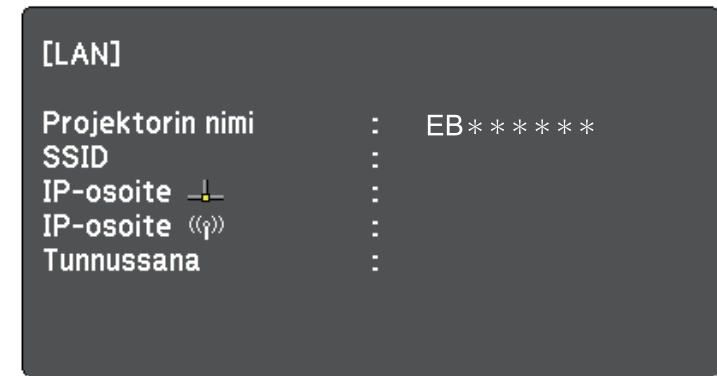 [LAN]
Projektorin nimi : EB∗∗∗∗∗∗
SSID :
IP-osoite :
IP-osoite :
Tunnussana :